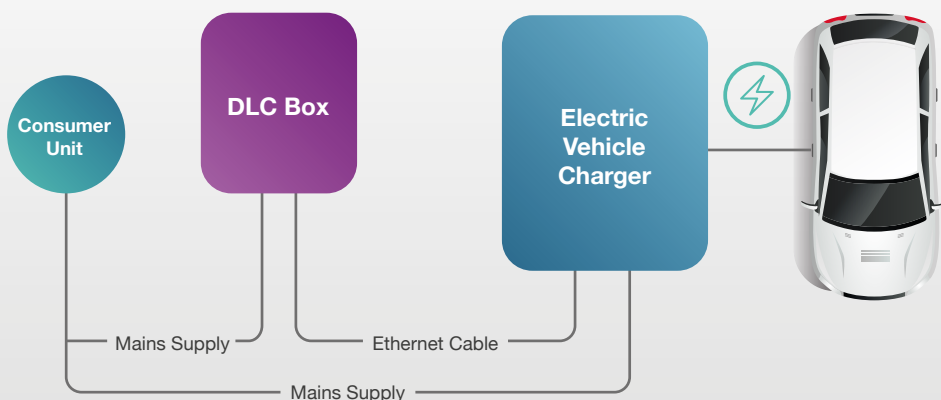 Consumer
Unit
DLC Box
Electric
Vehicle
Charger
Mains Supply
Ethernet Cable
Mains Supply